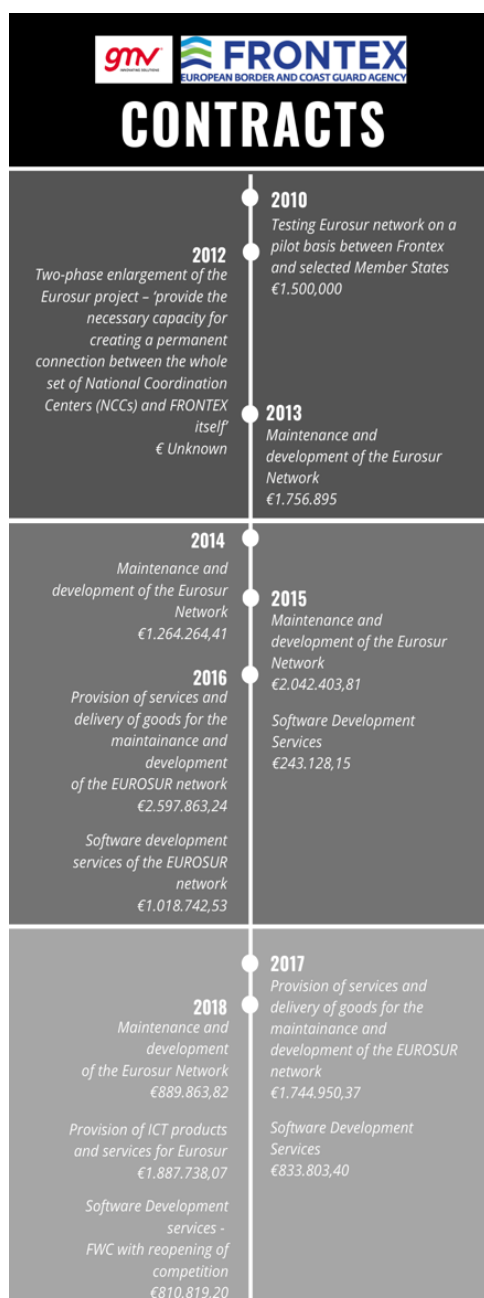 gmv
INNOVATING SOLUTIONS
FRONTEX
EUROPEAN BORDER AND COAST GUARD AGENCY
CONTRACTS
2010
Testing Eurosur network on a
pilot basis between Frontex
and selected Member States
€1.500,000
2012
Two-phase enlargement of the
Eurosur project – ‘provide the
necessary capacity for
creating a permanent
connection between the whole
set of National Coordination
Centers (NCCs) and FRONTEX
itself’
€ Unknown
2013
Maintenance and
development of the Eurosur
Network
€1.756.895
2014
Maintenance and
development of the Eurosur
Network
€1.264.264,41
2015
Maintenance and
development of the Eurosur
Network
€2.042.403,81
Software Development
Services
€243.128,15
2016
Provision of services and
delivery of goods for the
maintainance and
development
of the EUROSUR network
€2.597.863,24
Software development
services of the EUROSUR
network
€1.018.742,53
2017
Provision of services and
delivery of goods for the
maintainance and
development of the EUROSUR
network
€1.744.950,37
Software Development
Services
€833.803,40
2018
Maintenance and
development
of the Eurosur Network
€889.863,82
Provision of ICT products
and services for Eurosur
€1.887.738,07
Software Development
services -
FWC with reopening of
competition
€810.819,20